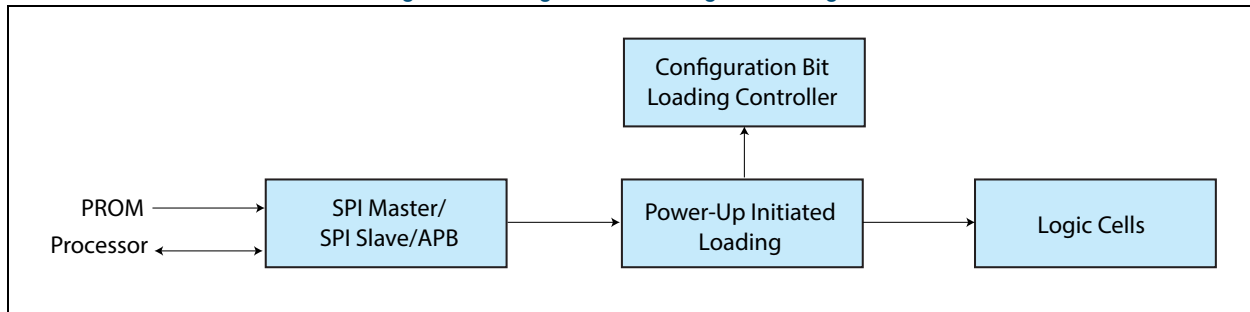 Configuration Bit
Loading Controller
PROM
Processor
SPI Master/
SPI Slave/APB
Power-Up Initiated
Loading
Logic Cells